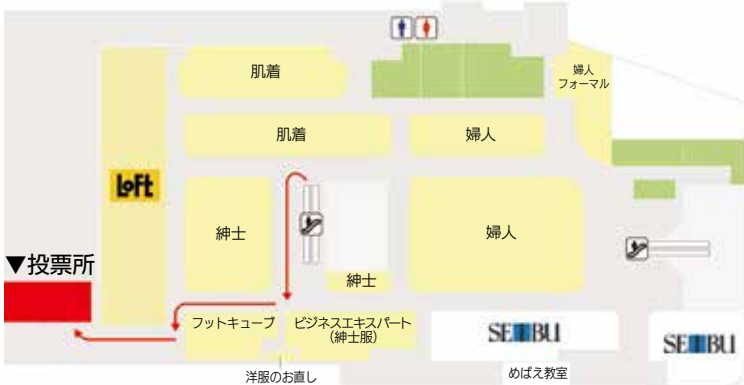 肌着
婦人
フォーマル
肌着
婦人
LoFt
紳士
婦人
▼投票所
紳士
フットキューブ
ビジネスエキスパート
(紳士服)
SEIBU
SEIBU
洋服のお直し
めばえ教室